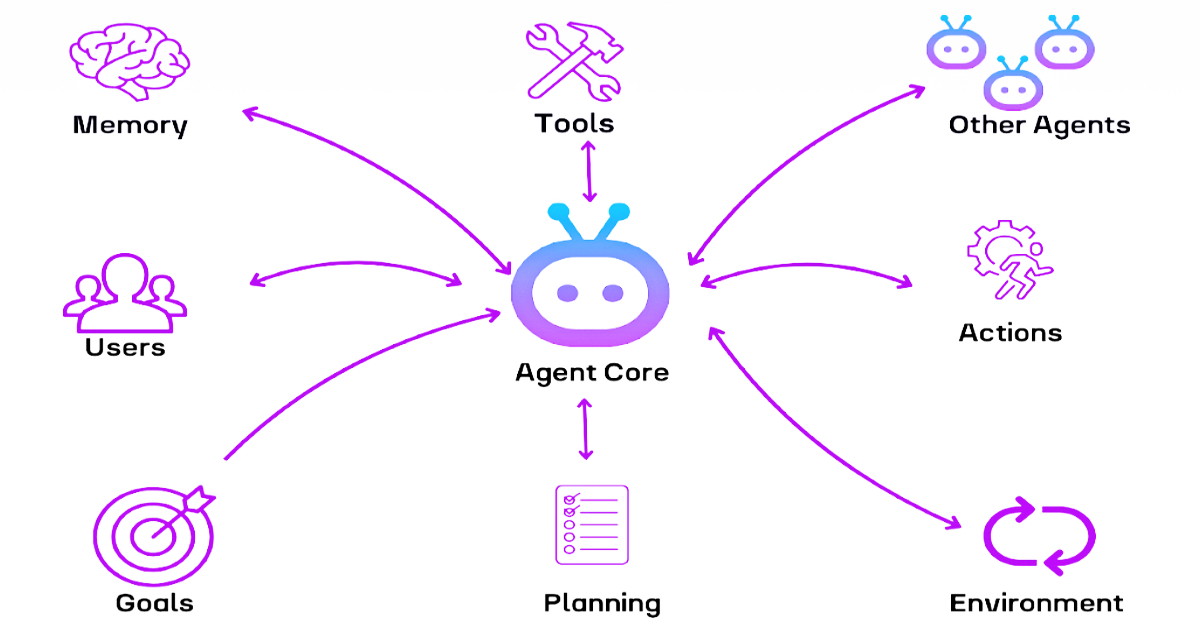 Memory
Tools
Other Agents
Users
Agent Core
Actions
Goals
Planning
Environment